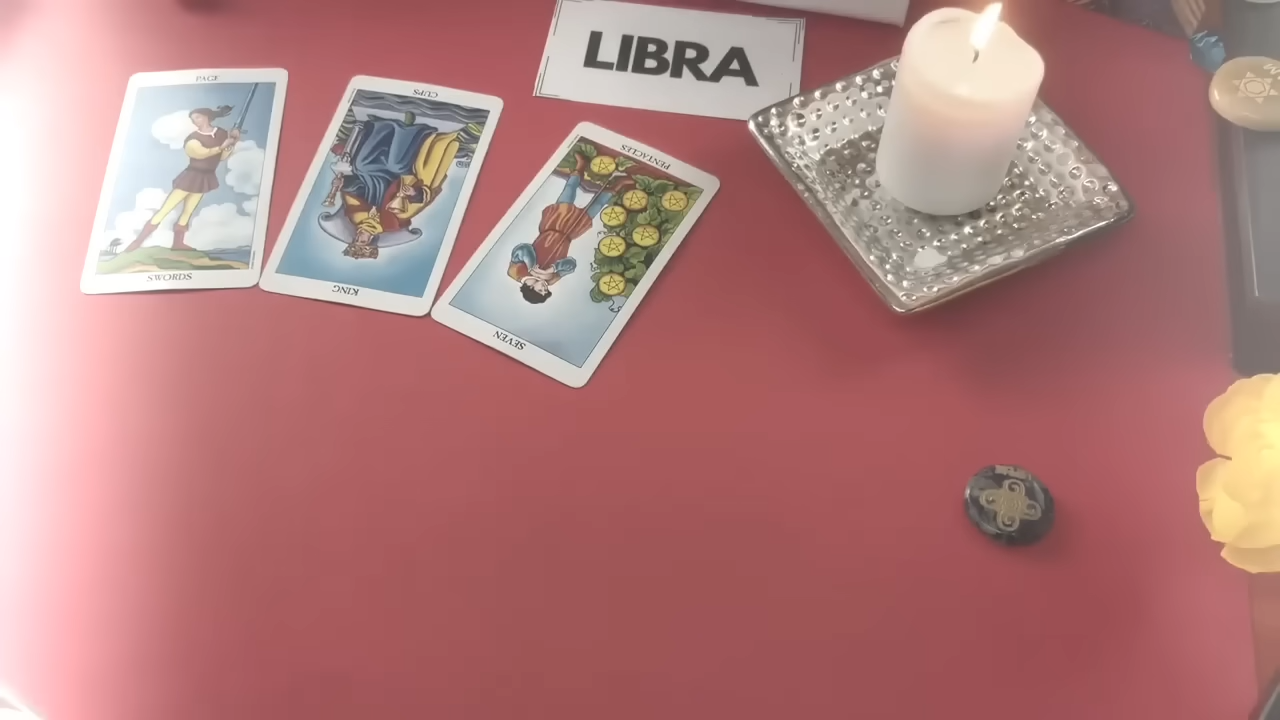 LIBRA
PAGE
SWORDS
CUPS
KING
PENTACLES
SEVEN